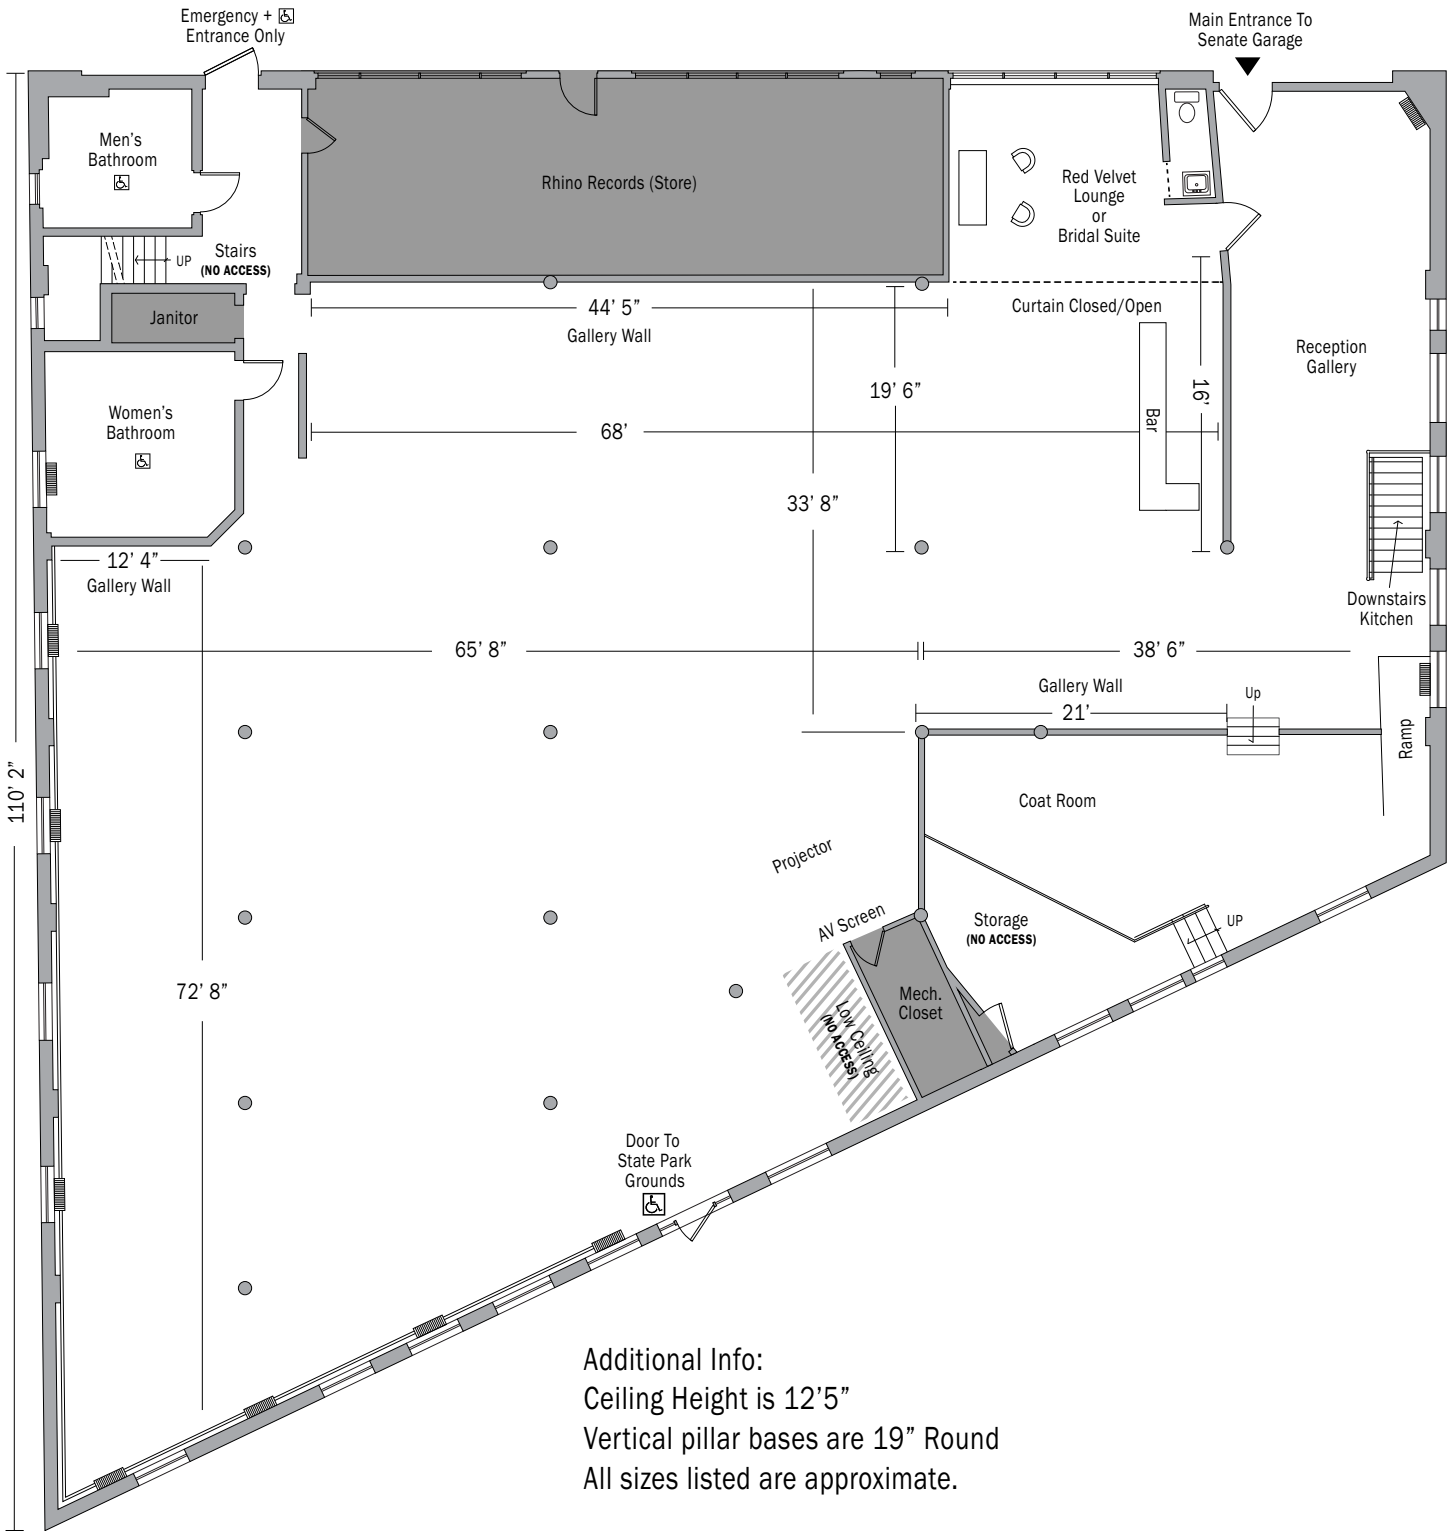 Emergency + ♿
Entrance Only
Main Entrance To
Senate Garage
Men's
Bathroom
Rhino Records (Store)
Red Velvet
Lounge
or
Bridal Suite
Stairs
(NO ACCESS)
UP
Janitor
44' 5”
Gallery Wall
Curtain Closed/Open
Reception
Gallery
19' 6”
16'
Bar
Women's
Bathroom
68'
33' 8”
12' 4”
Gallery Wall
Downstairs
Kitchen
65' 8”
38' 6”
Gallery Wall
21'
Up
Ramp
110' 2”
Coat Room
Projector
AV Screen
Storage
(NO ACCESS)
UP
72' 8”
Mech.
Closet
Low Ceiling
(NO ACCESS)
Door To
State Park
Grounds
Additional Info:
Ceiling Height is 12'5”
Vertical pillar bases are 19” Round
All sizes listed are approximate.